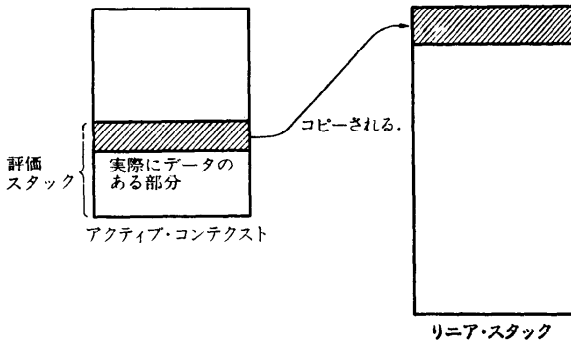 コピーされる.
評価
スタック
実際にデータの
ある部分
アクティブ・コンテクスト
リニア・スタック